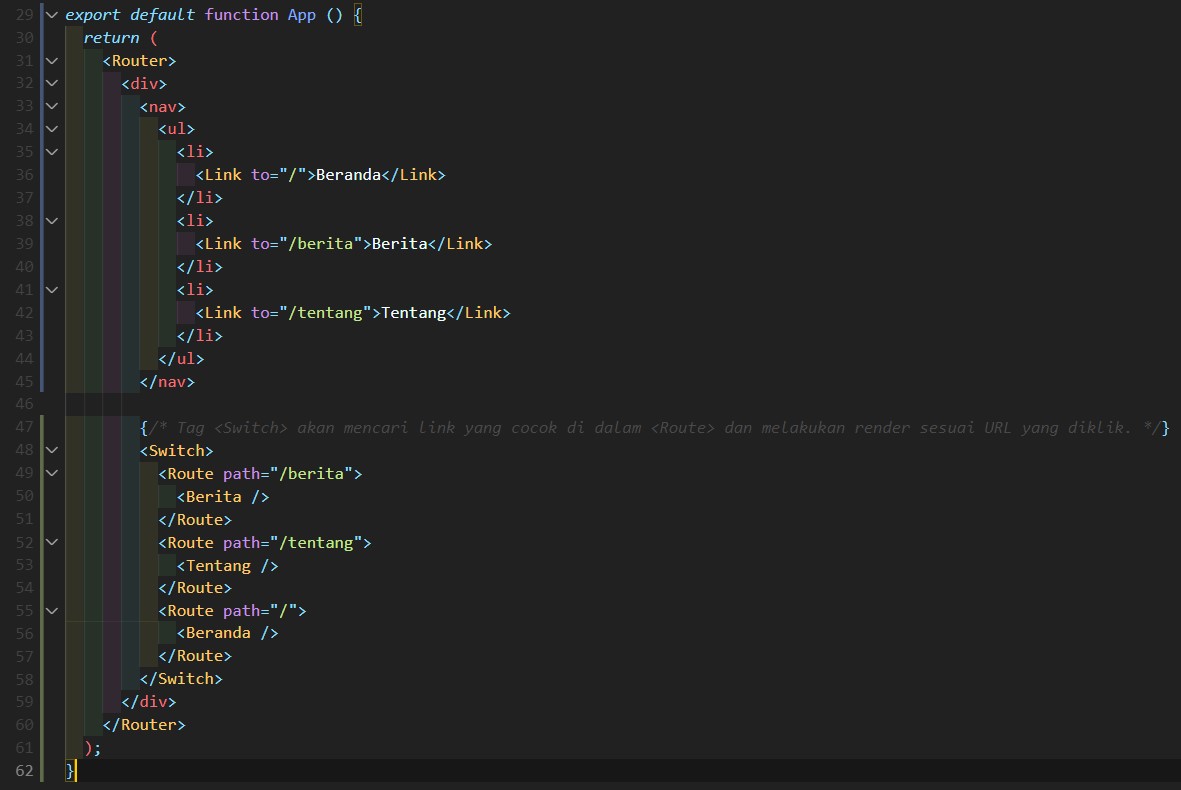 29 export default function App () {
30   return (
31     <Router>
32       <div>
33         <nav>
34           <ul>
35             <li>
36               <Link to="/">Beranda</Link>
37             </li>
38             <li>
39               <Link to="/berita">Berita</Link>
40             </li>
41             <li>
42               <Link to="/tentang">Tentang</Link>
43             </li>
44           </ul>
45         </nav>
46
47         {/* Tag <Switch> akan mencari link yang cocok di dalam <Route> dan melakukan render sesuai URL yang diklik. */}
48         <Switch>
49           <Route path="/berita">
50             <Berita />
51           </Route>
52           <Route path="/tentang">
53             <Tentang />
54           </Route>
55           <Route path="/">
56             <Beranda />
57           </Route>
58         </Switch>
59       </div>
60     </Router>
61   );
62 }